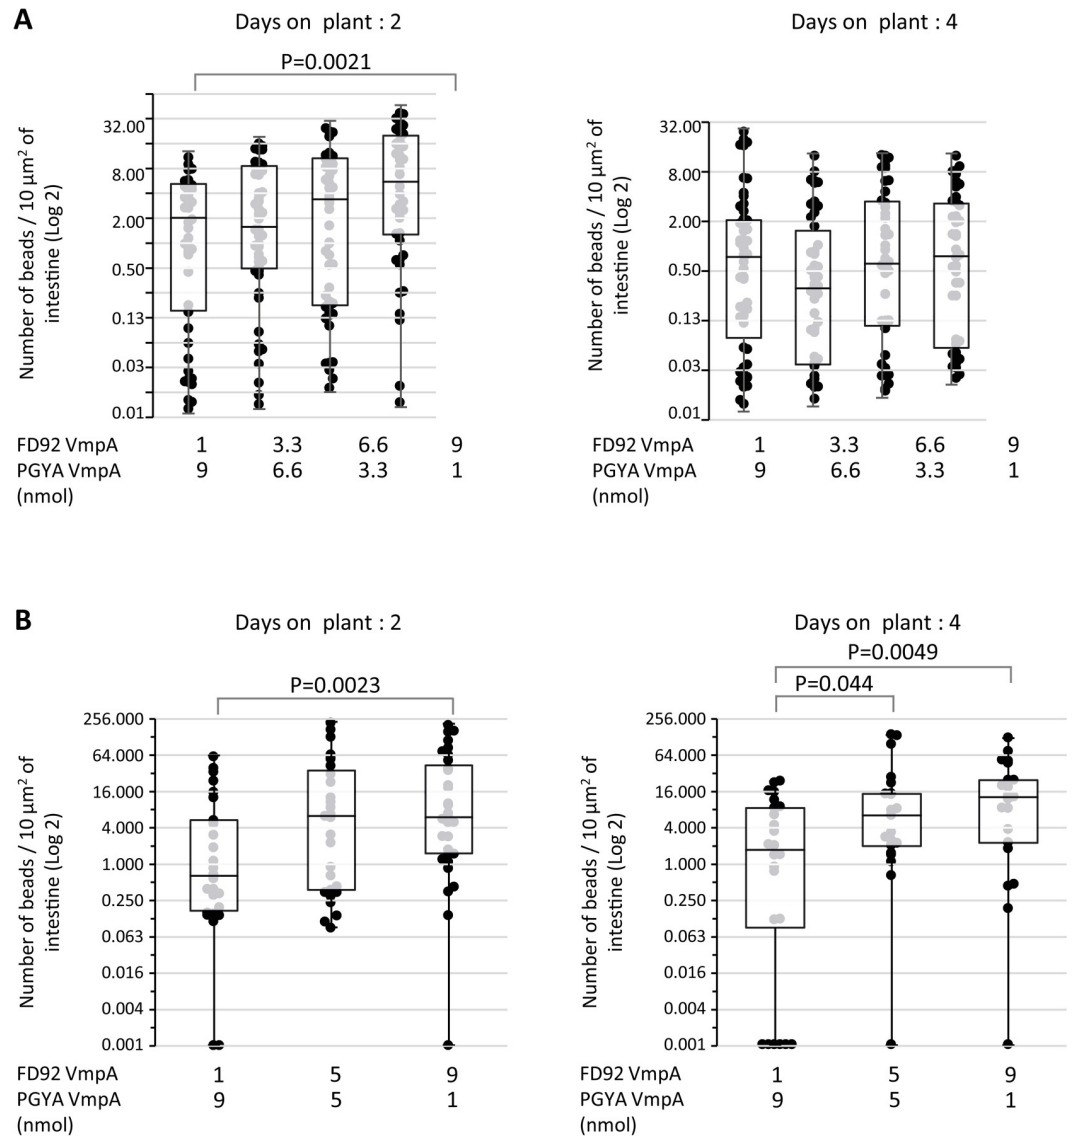 A
Days on plant : 2
P=0.0021
Number of beads / 10 µm² of
intestine (Log 2)
32.00
8.00
2.00
0.50
0.13
0.03
0.01
FD92 VmpA 1 3.3 6.6 9
PGYA VmpA 9 6.6 3.3 1
(nmol)
Days on plant : 4
Number of beads / 10 µm² of
intestine (Log 2)
32.00
8.00
2.00
0.50
0.13
0.03
0.01
FD92 VmpA 1 3.3 6.6 9
PGYA VmpA 9 6.6 3.3 1
(nmol)
B
Days on plant : 2
P=0.0023
Number of beads / 10 µm² of
intestine (Log 2)
256.000
64.000
16.000
4.000
1.000
0.250
0.063
0.016
0.004
0.001
FD92 VmpA 1 5 9
PGYA VmpA 9 5 1
(nmol)
Days on plant : 4
P=0.0049
P=0.044
Number of beads / 10 µm² of
intestine (Log 2)
256.000
64.000
16.000
4.000
1.000
0.250
0.063
0.016
0.004
0.001
FD92 VmpA 1 5 9
PGYA VmpA 9 5 1
(nmol)